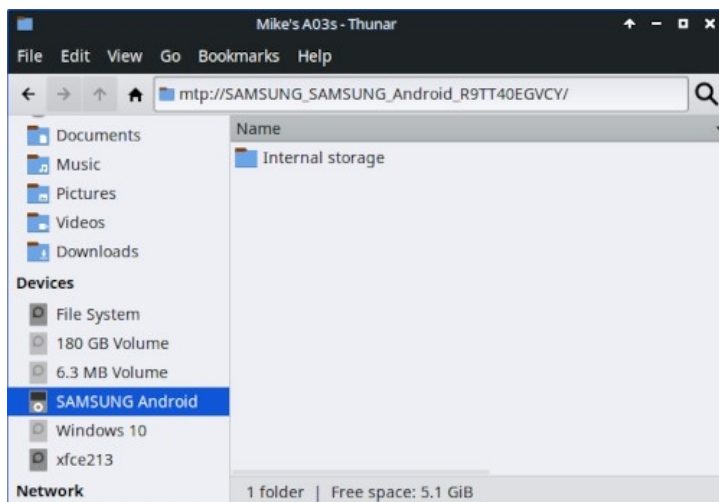 Mike's A03s - Thunar
File Edit View Go Bookmarks Help
mtp://SAMSUNG_SAMSUNG_Android_R9TT40EGVCY/
Documents
Music
Pictures
Videos
Downloads
Devices
File System
180 GB Volume
6.3 MB Volume
SAMSUNG Android
Windows 10
xfce213
Network
Name
Internal storage
1 folder | Free space: 5.1 GiB